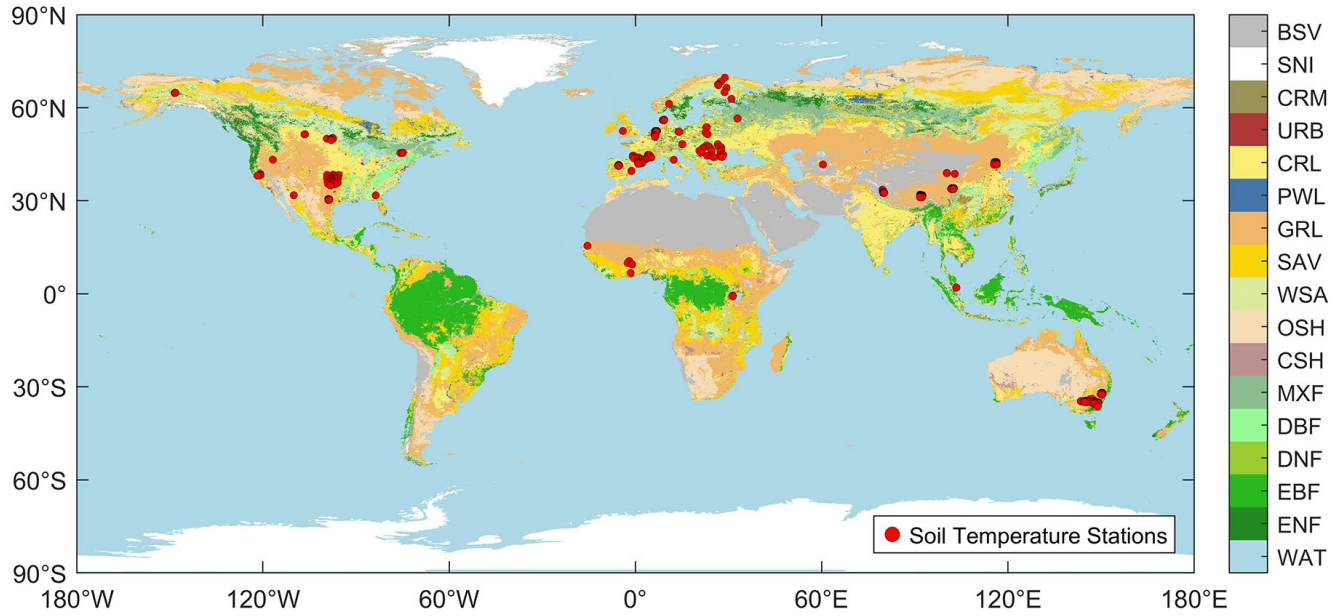 90°N
60°N
30°N
0°
30°S
60°S
90°S
180°W
120°W
60°W
0°
60°E
120°E
180°E
Soil Temperature Stations
BSV
SNI
CRM
URB
CRL
PWL
GRL
SAV
WSA
OSH
CSH
MXF
DBF
DNF
EBF
ENF
WAT